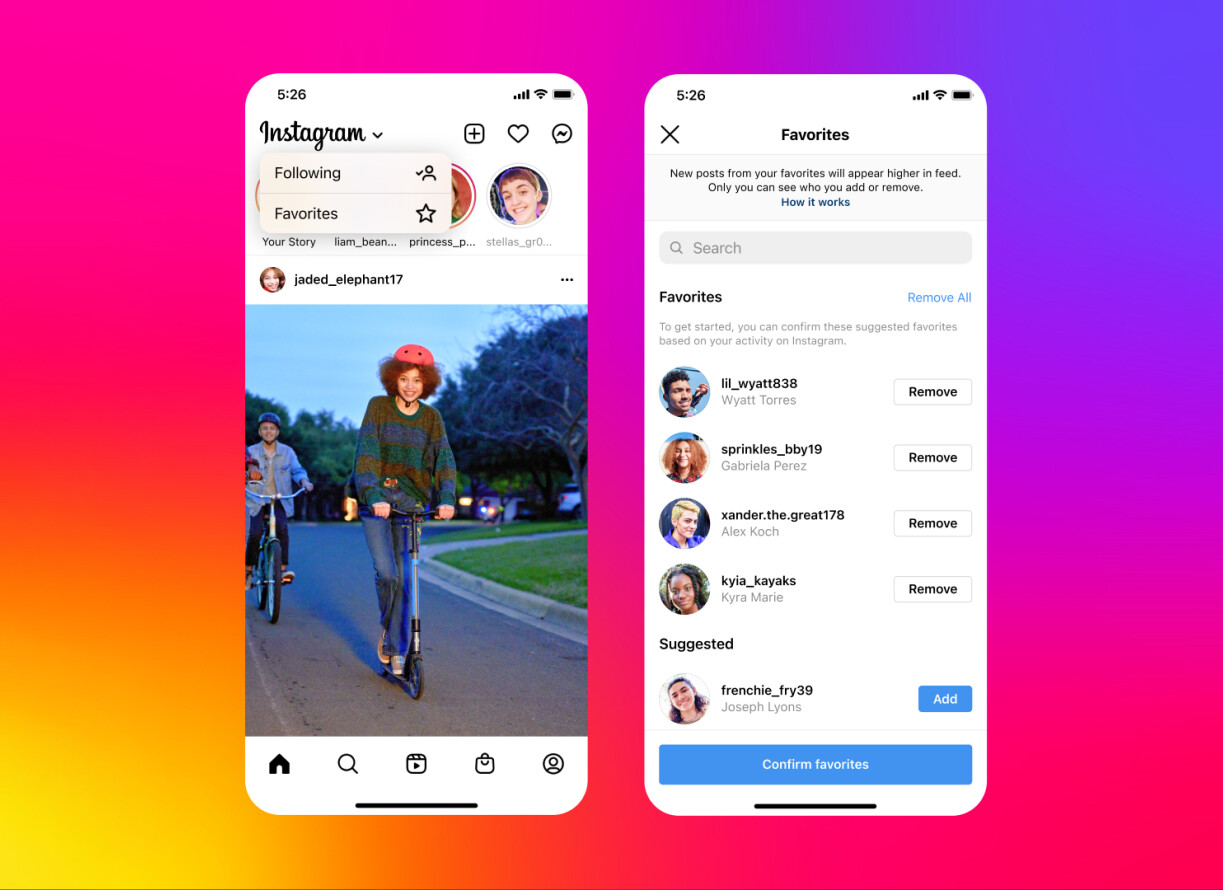 5:26
Instagram
Following
Favorites
Your Story
liam_bean...
princess_p...
stellas_gr0...
jaded_elephant17
5:26
Favorites
New posts from your favorites will appear higher in feed.
Only you can see who you add or remove.
How it works
Search
Favorites
Remove All
To get started, you can confirm these suggested favorites
based on your activity on Instagram.
lil_wyatt838
Wyatt Torres
Remove
sprinkles_bby19
Gabriela Perez
Remove
xander.the.great178
Alex Koch
Remove
kyia_kayaks
Kyra Marie
Remove
Suggested
frenchie_fry39
Joseph Lyons
Add
Confirm favorites